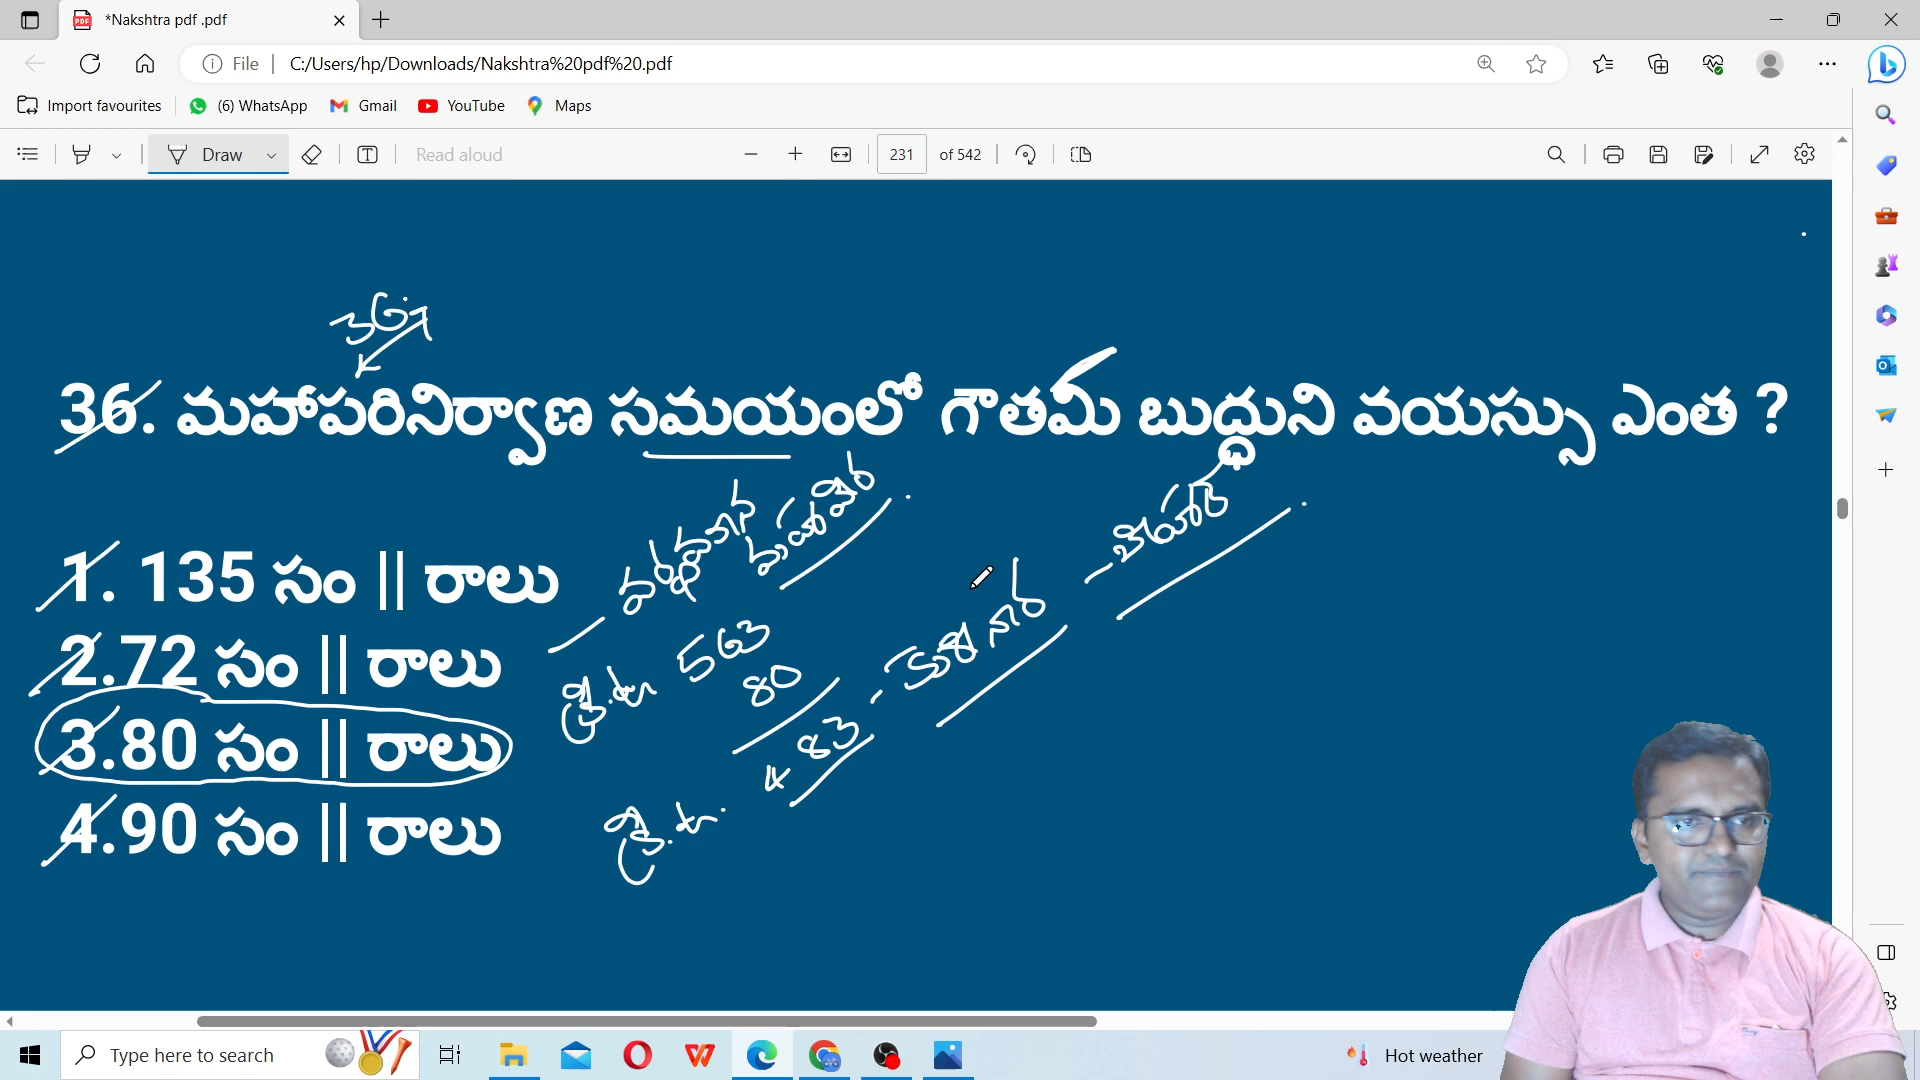 *Nakshtra pdf .pdf
File | C:/Users/hp/Downloads/Nakshtra%20pdf%20.pdf
Import favourites (6) WhatsApp Gmail YouTube Maps
Draw Read aloud 231 of 542
36. మహాపరినిర్వాణ సమయంలో గౌతమ బుద్ధుని వయస్సు ఎంత ?
1. 135 సం || రాలు
2.72 సం || రాలు
3.80 సం || రాలు
4.90 సం || రాలు
క్రీ.పూ 563
80
క్రీ.పూ. 483
Type here to search
Hot weather